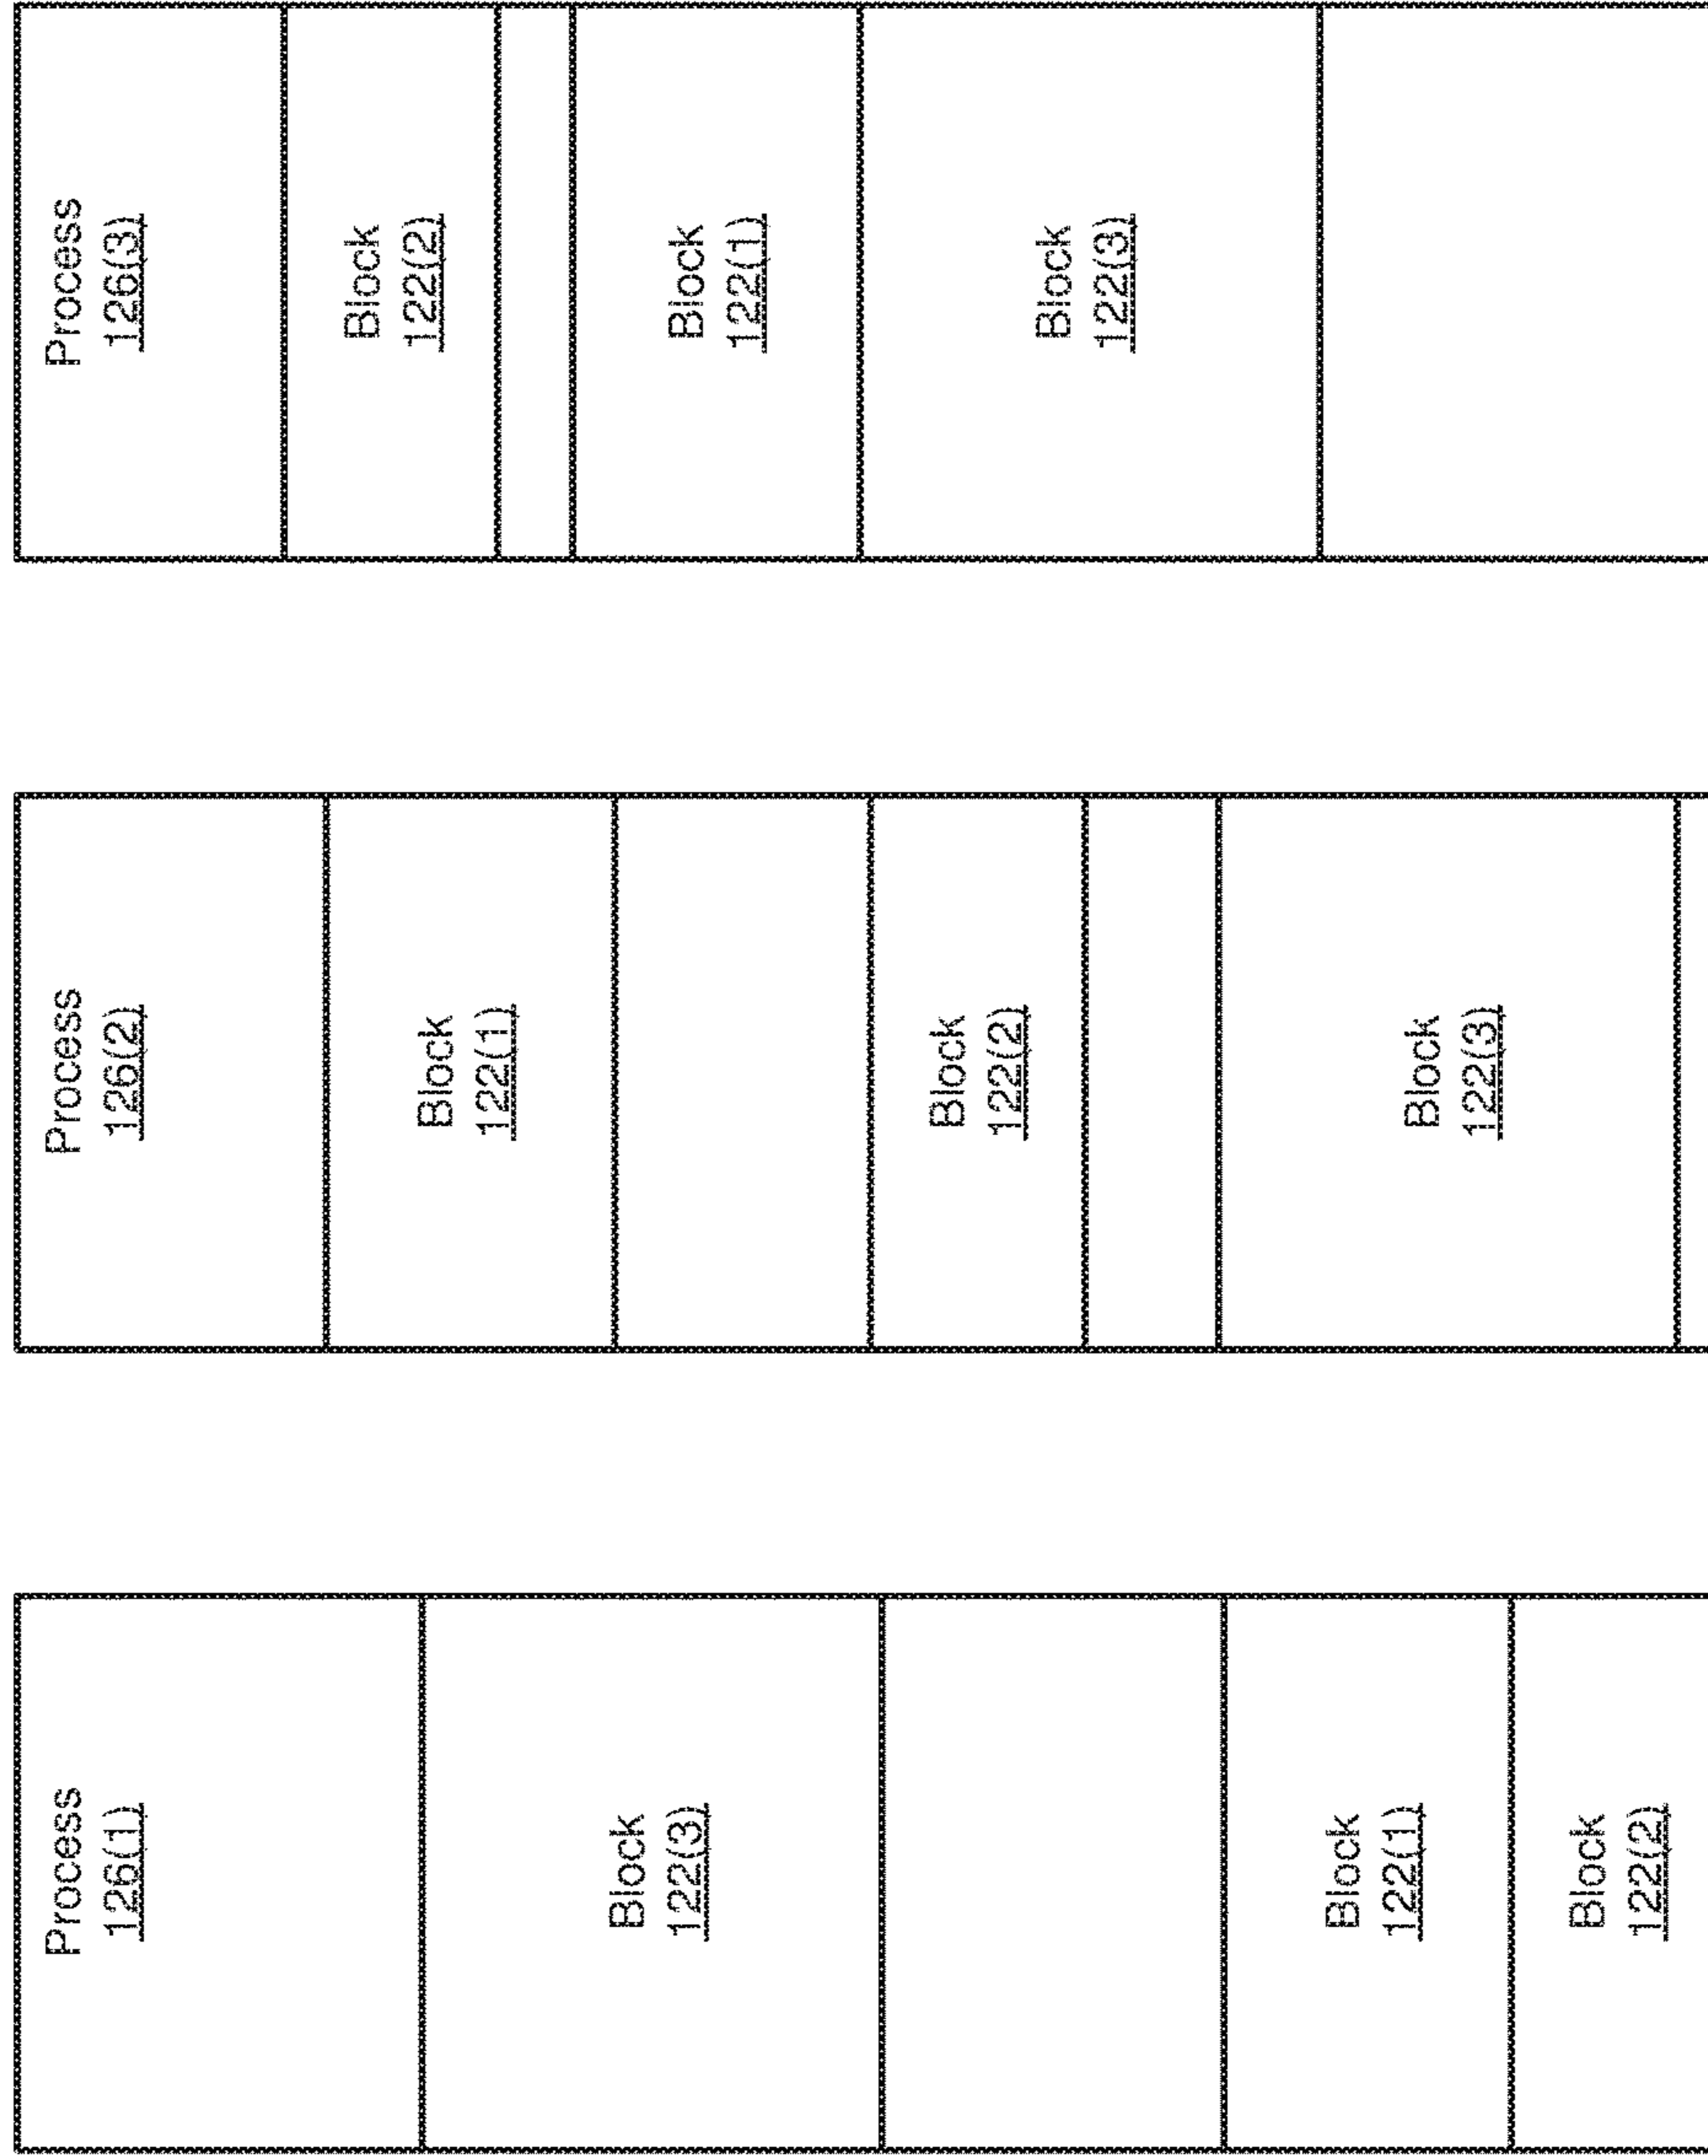 Process
126(1)
Block
122(3)
Block
122(1)
Block
122(2)
Process
126(2)
Block
122(1)
Block
122(2)
Block
122(3)
Process
126(3)
Block
122(2)
Block
122(1)
Block
122(3)